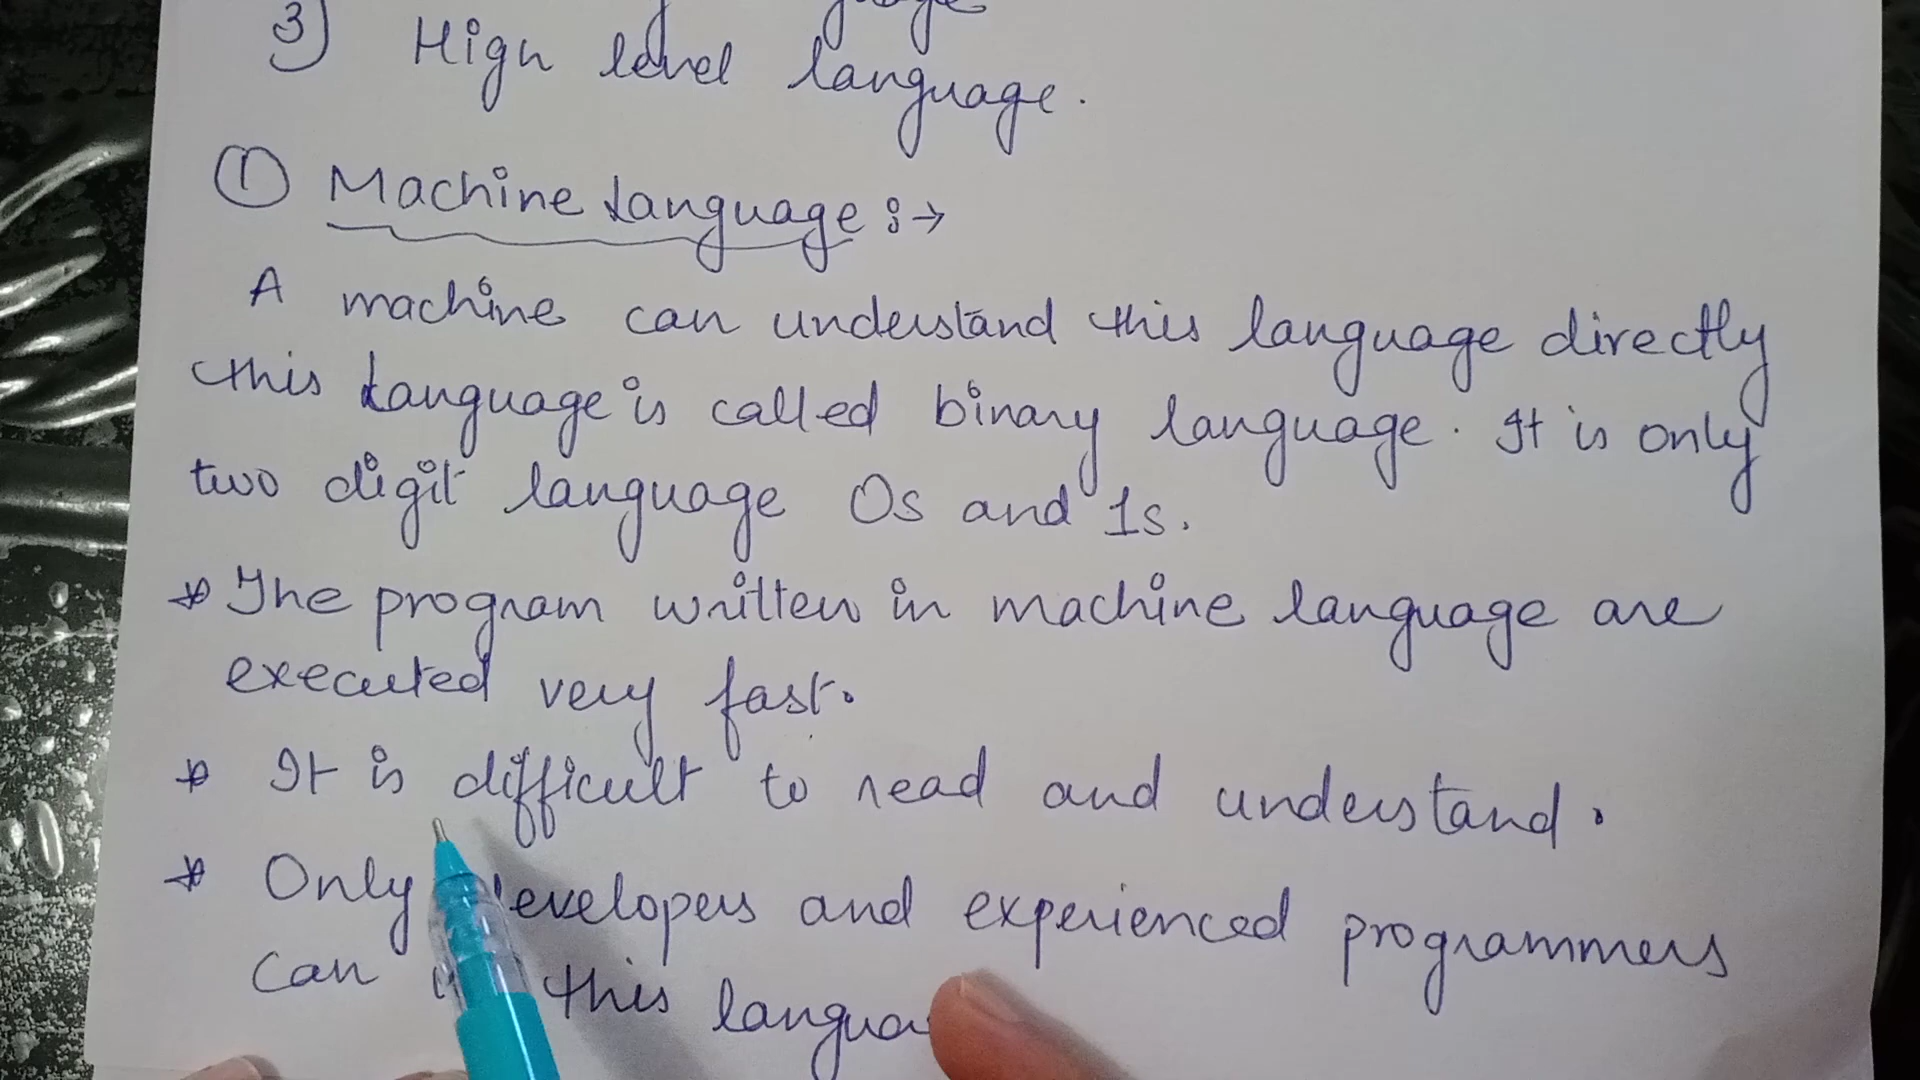 3) High level language.
① Machine Language :→
A machine can understand this language directly
this Language is called binary language. It is only
two digit language 0s and 1s.
* The program written in machine language are
executed very fast.
* It is difficult to read and understand.
* Only developers and experienced programmers
can this